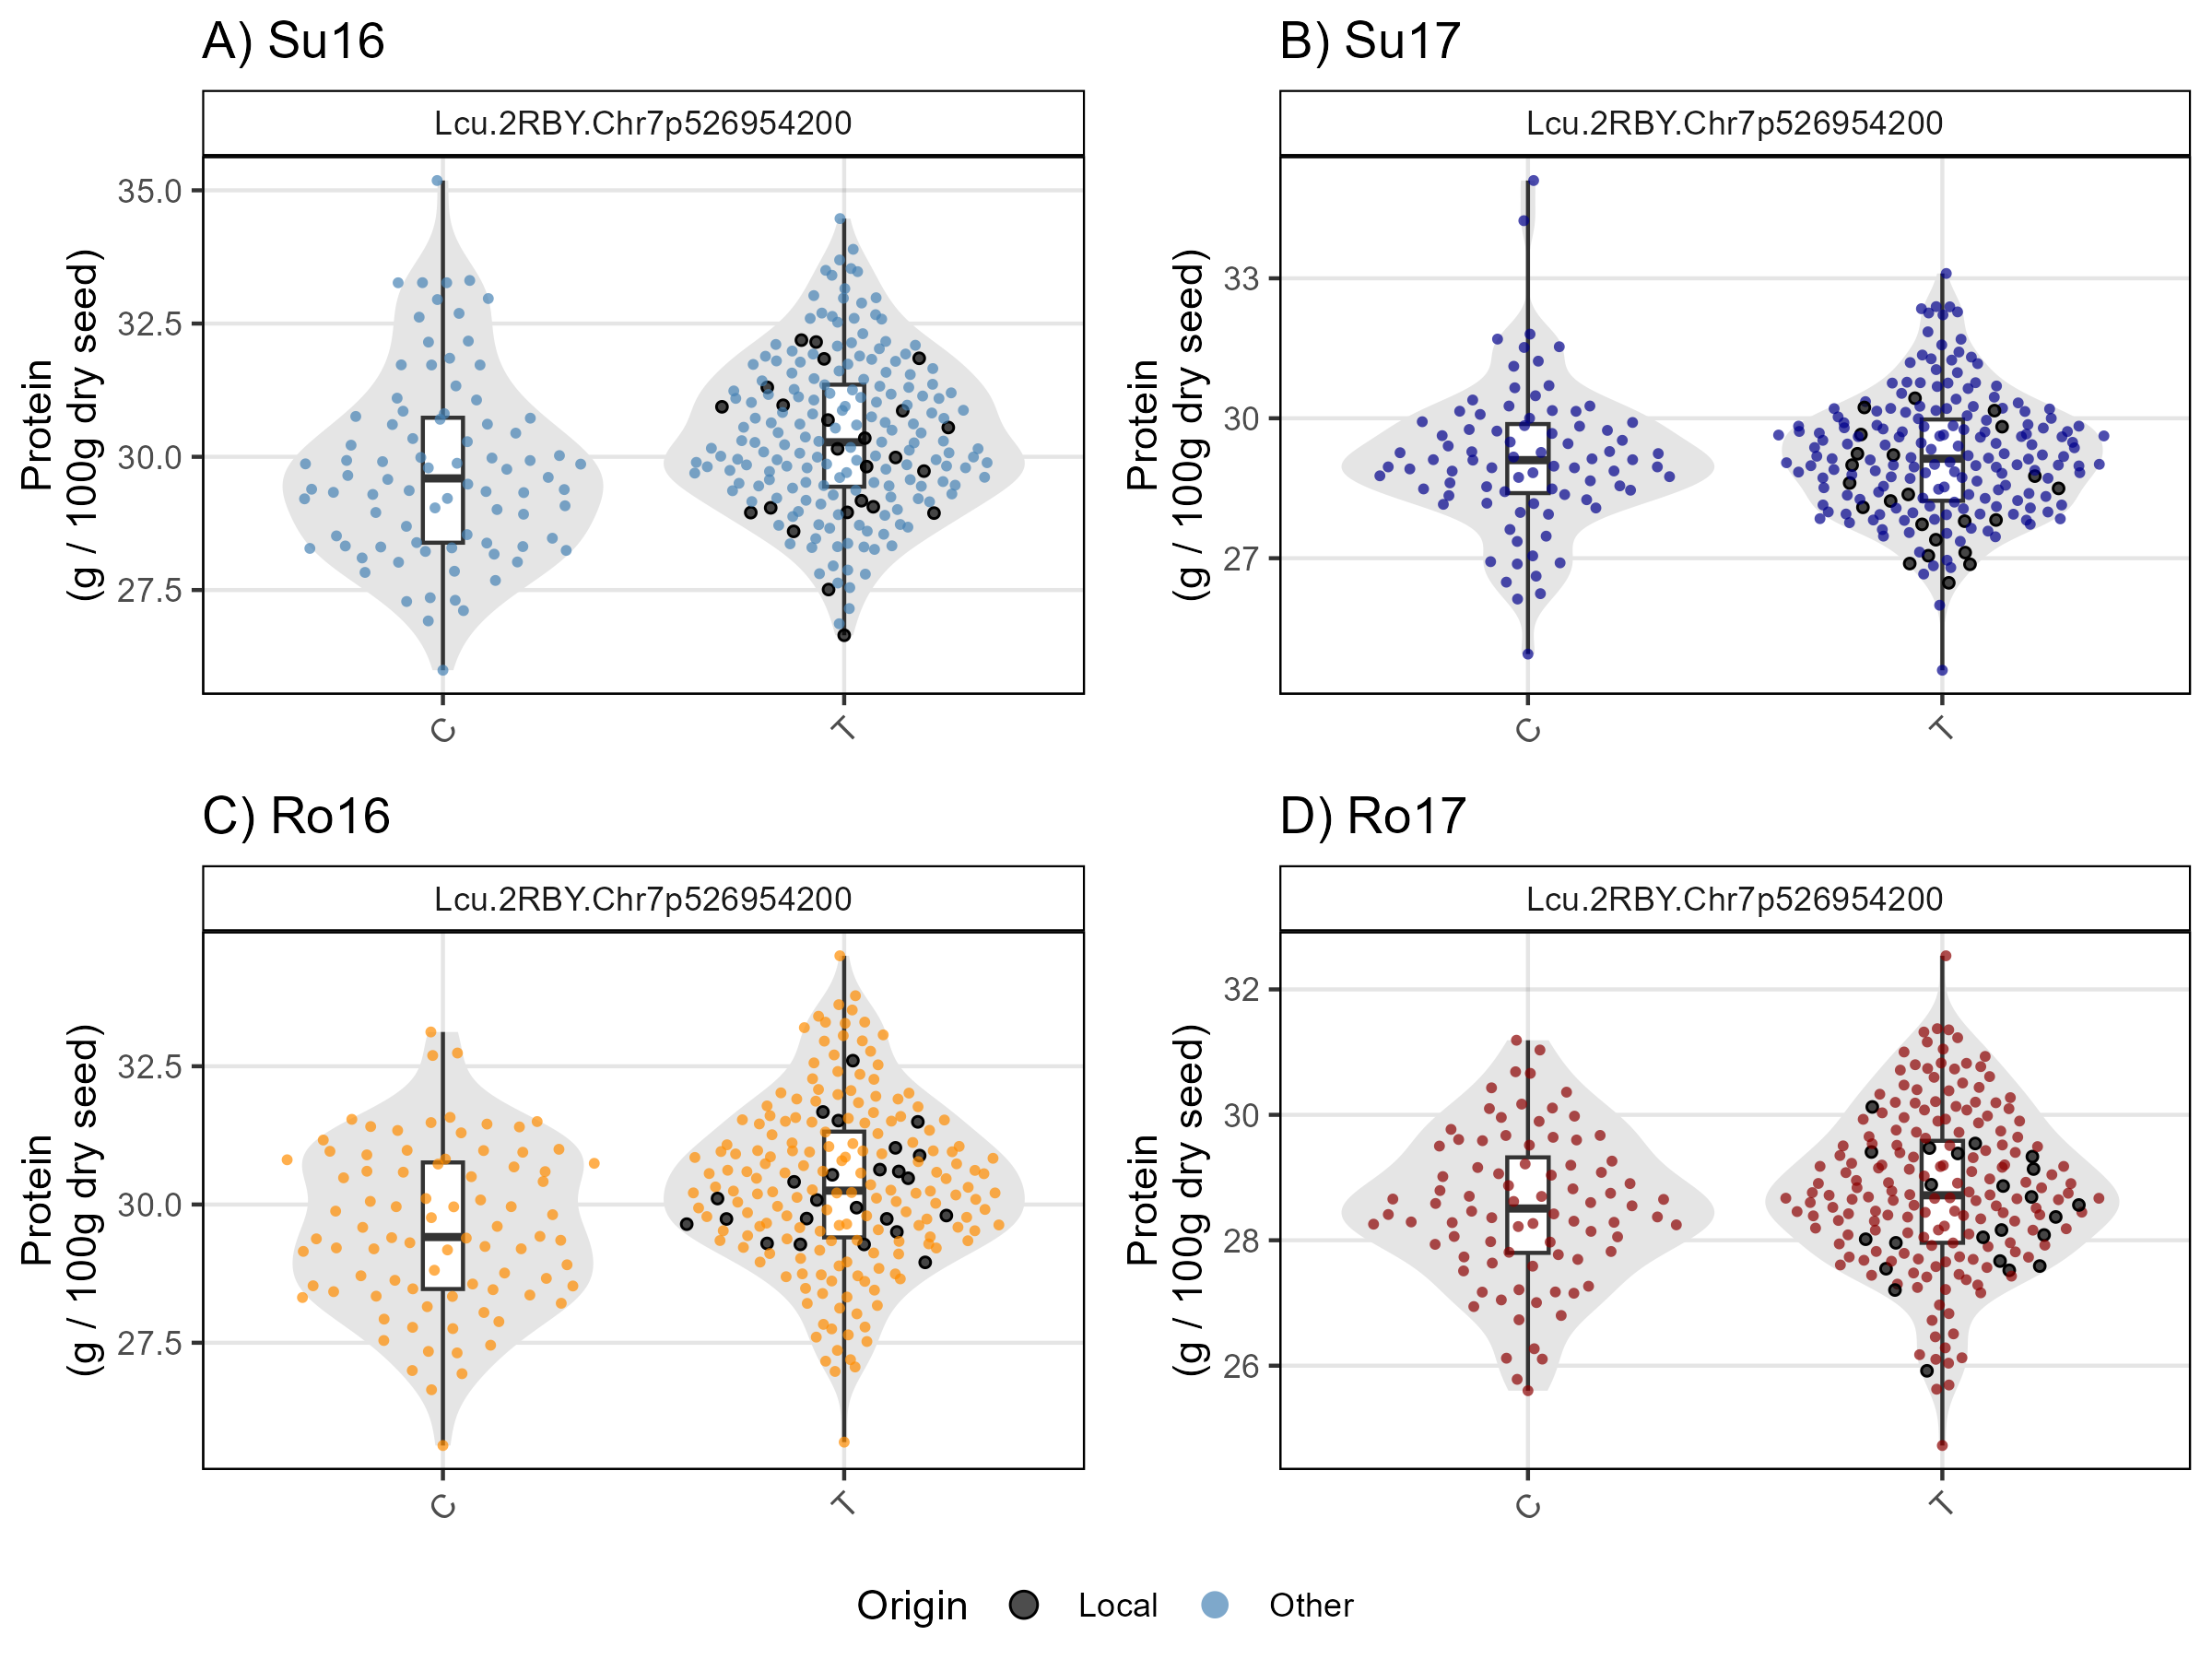 A) Su16
Lcu.2RBY.Chr7p526954200
Protein
(g / 100g dry seed)
35.0
32.5
30.0
27.5
C
T
B) Su17
Lcu.2RBY.Chr7p526954200
Protein
(g / 100g dry seed)
33
30
27
C
T
C) Ro16
Lcu.2RBY.Chr7p526954200
Protein
(g / 100g dry seed)
32.5
30.0
27.5
C
T
D) Ro17
Lcu.2RBY.Chr7p526954200
Protein
(g / 100g dry seed)
32
30
28
26
C
T
Origin Local Other